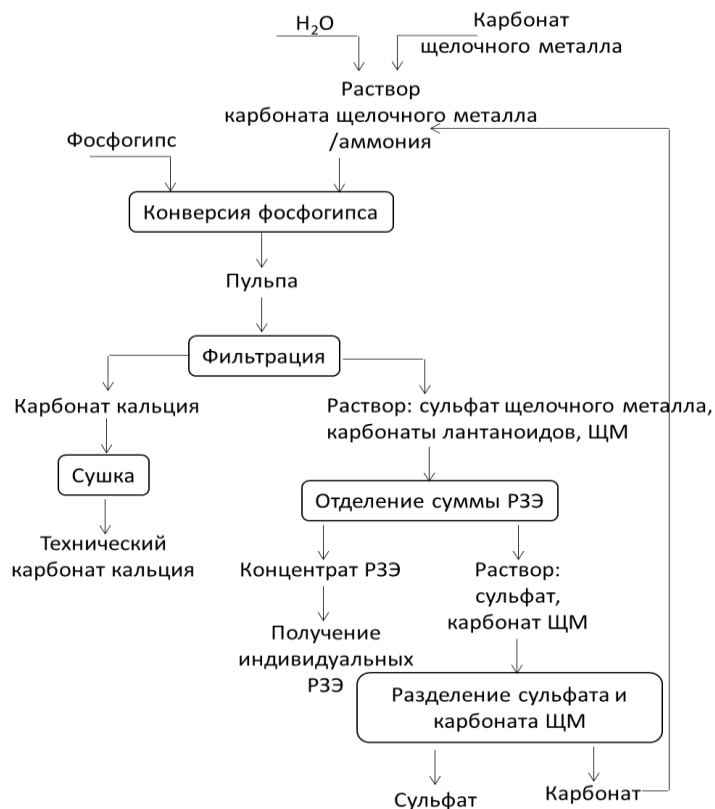 H₂O
Карбонат
щелочного металла
Раствор
карбоната щелочного металла
/аммония
Фосфогипс
Конверсия фосфогипса
Пульпа
Фильтрация
Карбонат кальция
Раствор: сульфат щелочного металла,
карбонаты лантаноидов, ЩМ
Сушка
Отделение суммы РЗЭ
Технический
карбонат кальция
Концентрат РЗЭ
Раствор:
сульфат,
карбонат ЩМ
Получение
индивидуальных
РЗЭ
Разделение сульфата и
карбоната ЩМ
Сульфат
Карбонат